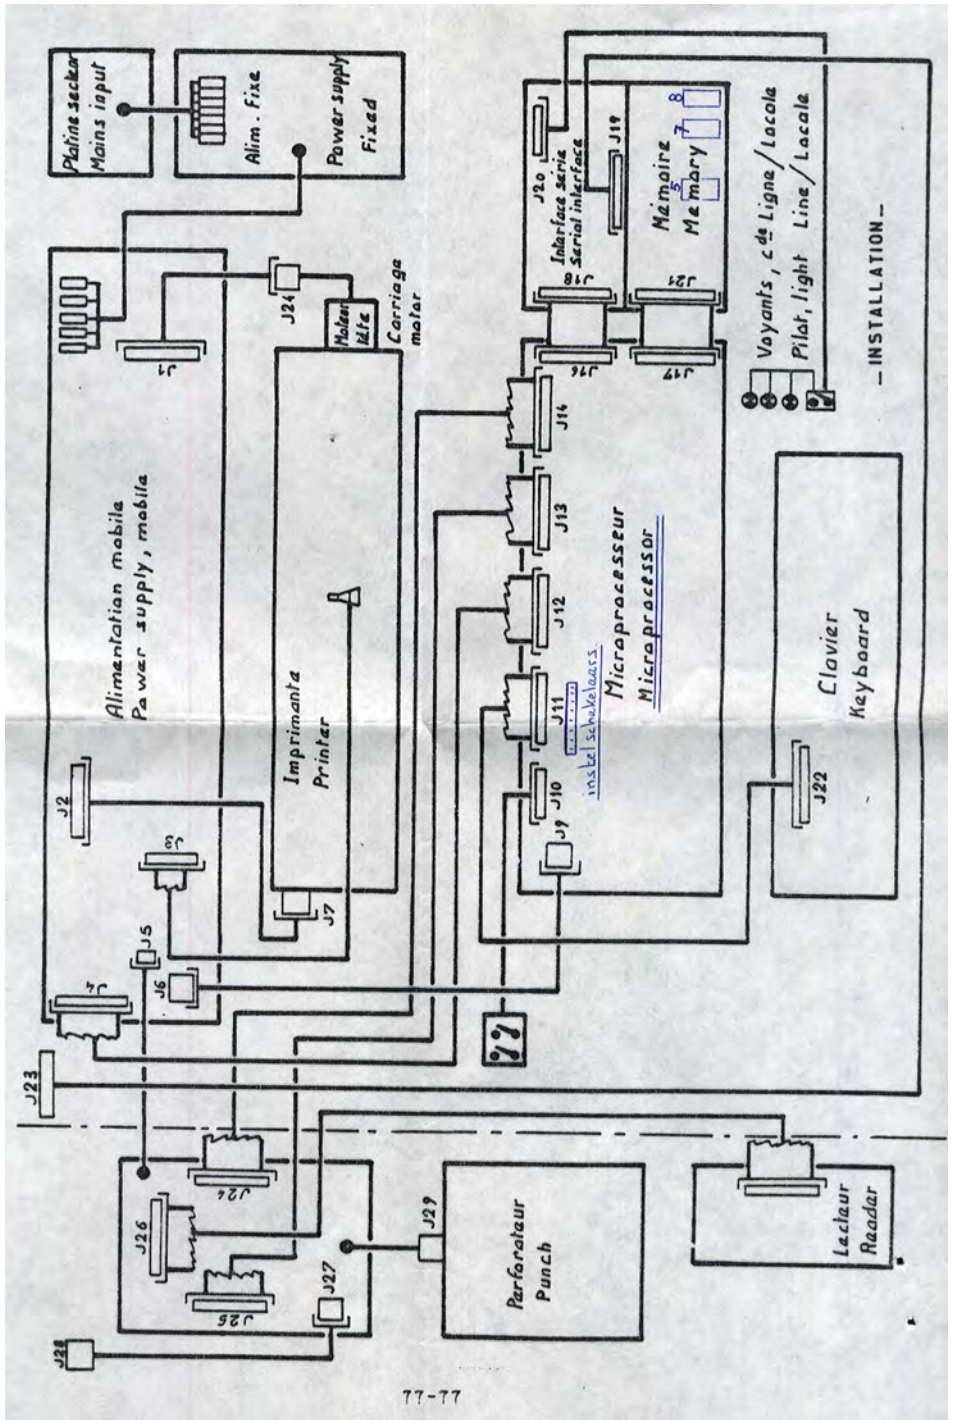 Platine secteur
Mains input
Alim. Fixe
Power supply
Fixed
J1
J24
Moteur
Carriage
motor
Alimentation mobile
Power supply, mobile
Imprimante
Printer
J2
J3
J5
J6
J7
J4
J23
J20
Interface série
Serial interface
J19
Mémoire
Memory
5
7
8
J18
J21
J16
J17
J14
J13
J12
J11
instelschakelaars.
J10
J9
Microprocesseur
Microprocessor
Voyants, cde Ligne/Locale
Pilot, light Line/Locale
_ INSTALLATION _
Clavier
Keyboard
J22
J24
J26
J25
J27
J28
J29
Perforateur
Punch
Lecteur
Reader
77-77